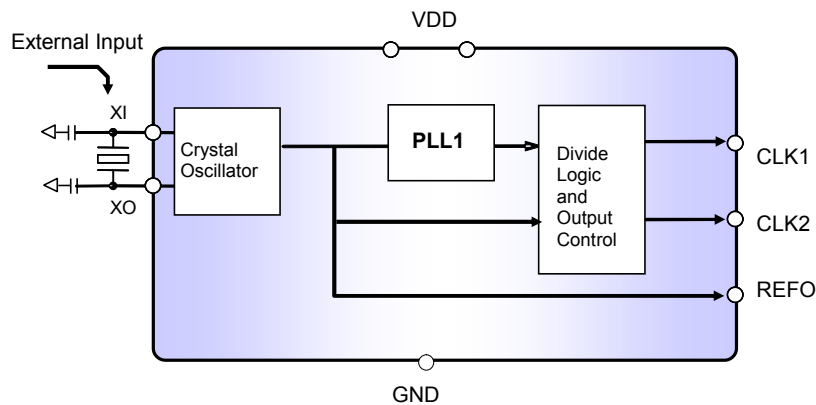 VDD
External Input
XI
XO
Crystal
Oscillator
PLL1
Divide
Logic
and
Output
Control
CLK1
CLK2
REFO
GND